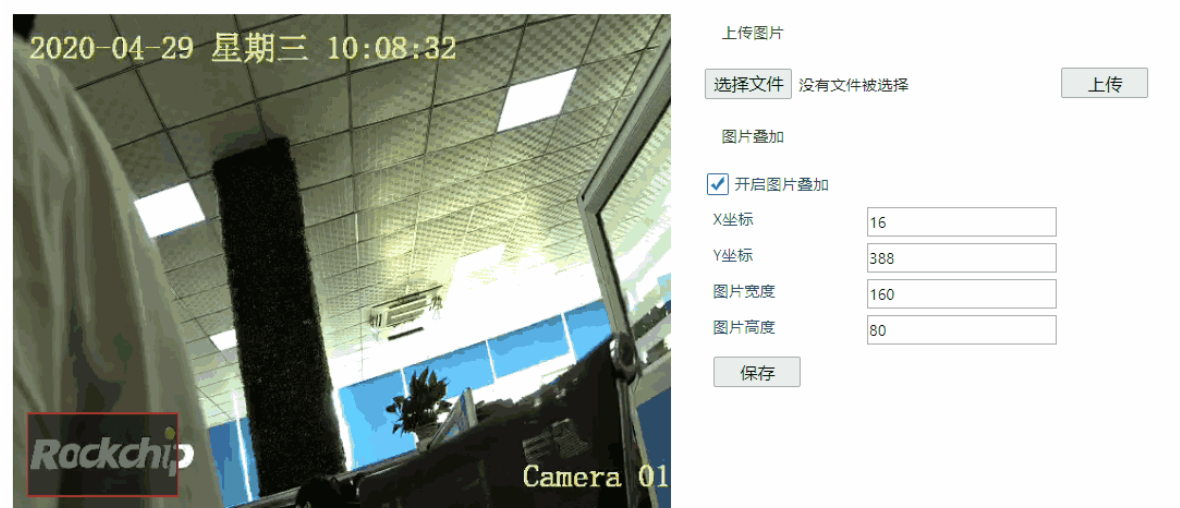 2020-04-29 星期三 10:08:32
Rockchip
Camera 01
上传图片
选择文件 没有文件被选择 上传
图片叠加
开启图片叠加
X坐标 16
Y坐标 388
图片宽度 160
图片高度 80
保存